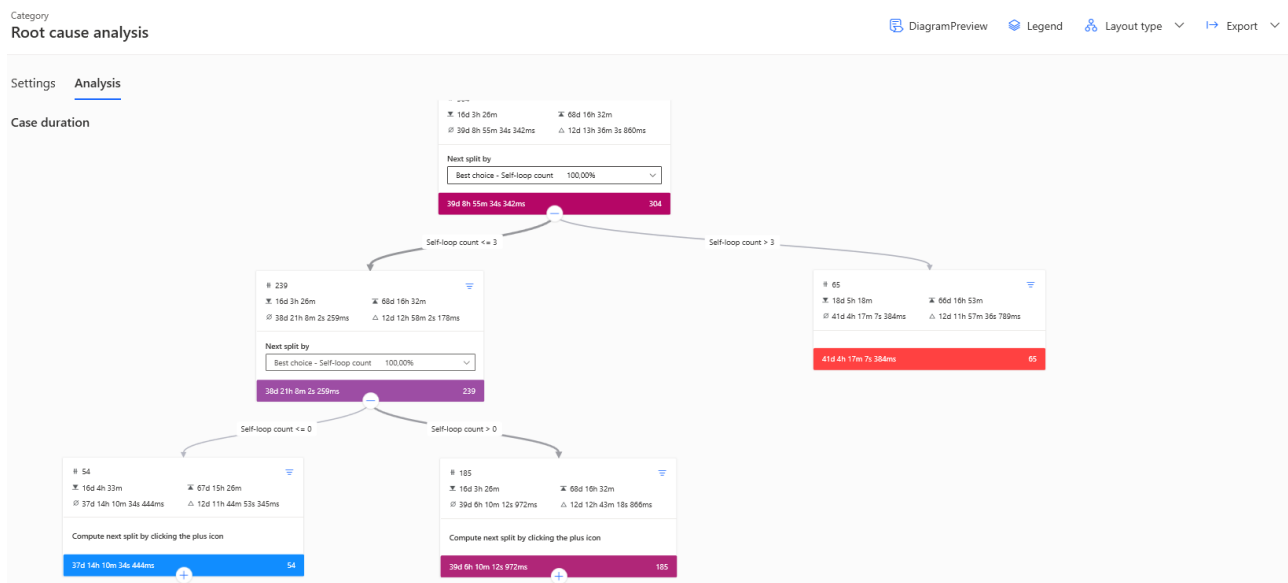 Category
Root cause analysis
DiagramPreview Legend Layout type Export
Settings Analysis
Case duration
16d 3h 26m 68d 16h 32m
39d 8h 55m 34s 342ms 12d 13h 36m 3s 860ms
Next split by
Best choice - Self-loop count 100,00%
39d 8h 55m 34s 342ms 304
Self-loop count <= 3 Self-loop count > 3
# 239
16d 3h 26m 68d 16h 32m
38d 21h 8m 2s 259ms 12d 12h 58m 2s 178ms
Next split by
Best choice - Self-loop count 100,00%
38d 21h 8m 2s 259ms 239
# 65
18d 5h 18m 66d 16h 53m
41d 4h 17m 7s 384ms 12d 11h 57m 36s 789ms
41d 4h 17m 7s 384ms 65
Self-loop count <= 0 Self-loop count > 0
# 54
16d 4h 33m 67d 15h 26m
37d 14h 10m 34s 444ms 12d 11h 44m 53s 345ms
Compute next split by clicking the plus icon
37d 14h 10m 34s 444ms 54
# 185
16d 3h 26m 68d 16h 32m
39d 6h 10m 12s 972ms 12d 12h 43m 18s 866ms
Compute next split by clicking the plus icon
39d 6h 10m 12s 972ms 185